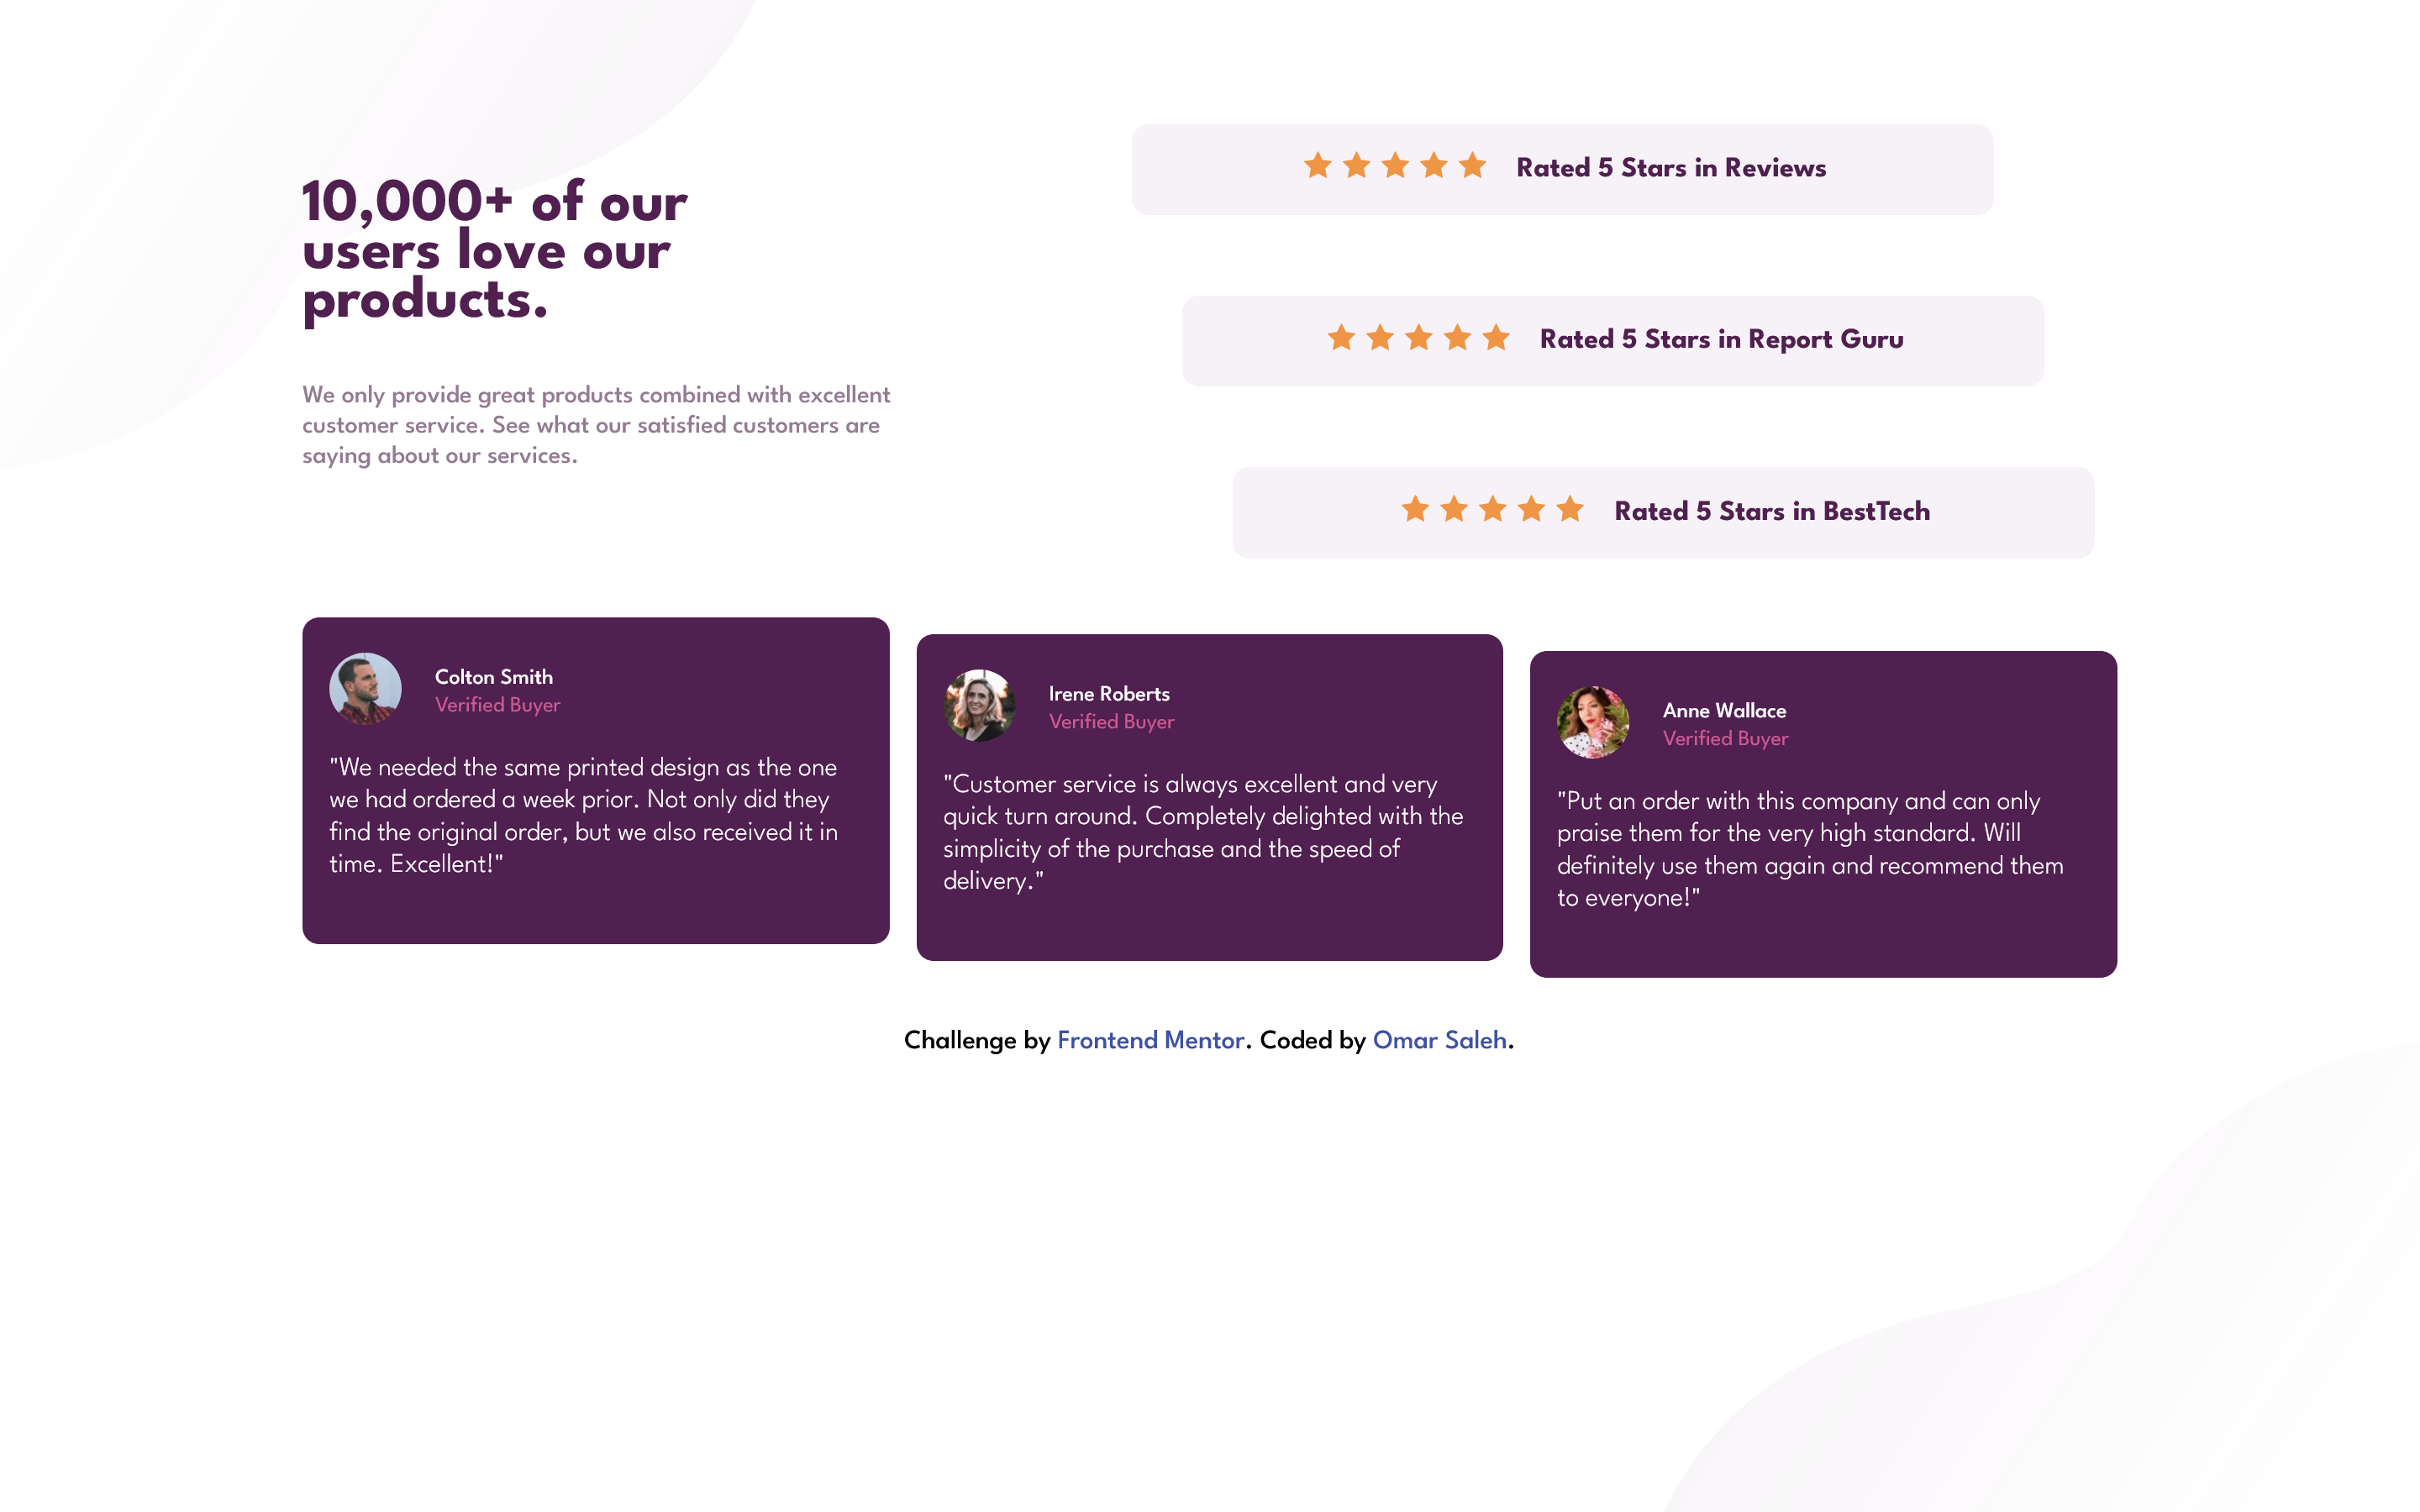 10,000+ of our
users love our
products.
We only provide great products combined with excellent
customer service. See what our satisfied customers are
saying about our services.
Rated 5 Stars in Reviews
Rated 5 Stars in Report Guru
Rated 5 Stars in BestTech
Colton Smith
Verified Buyer
"We needed the same printed design as the one
we had ordered a week prior. Not only did they
find the original order, but we also received it in
time. Excellent!"
Irene Roberts
Verified Buyer
"Customer service is always excellent and very
quick turn around. Completely delighted with the
simplicity of the purchase and the speed of
delivery."
Anne Wallace
Verified Buyer
"Put an order with this company and can only
praise them for the very high standard. Will
definitely use them again and recommend them
to everyone!"
Challenge by Frontend Mentor. Coded by Omar Saleh.